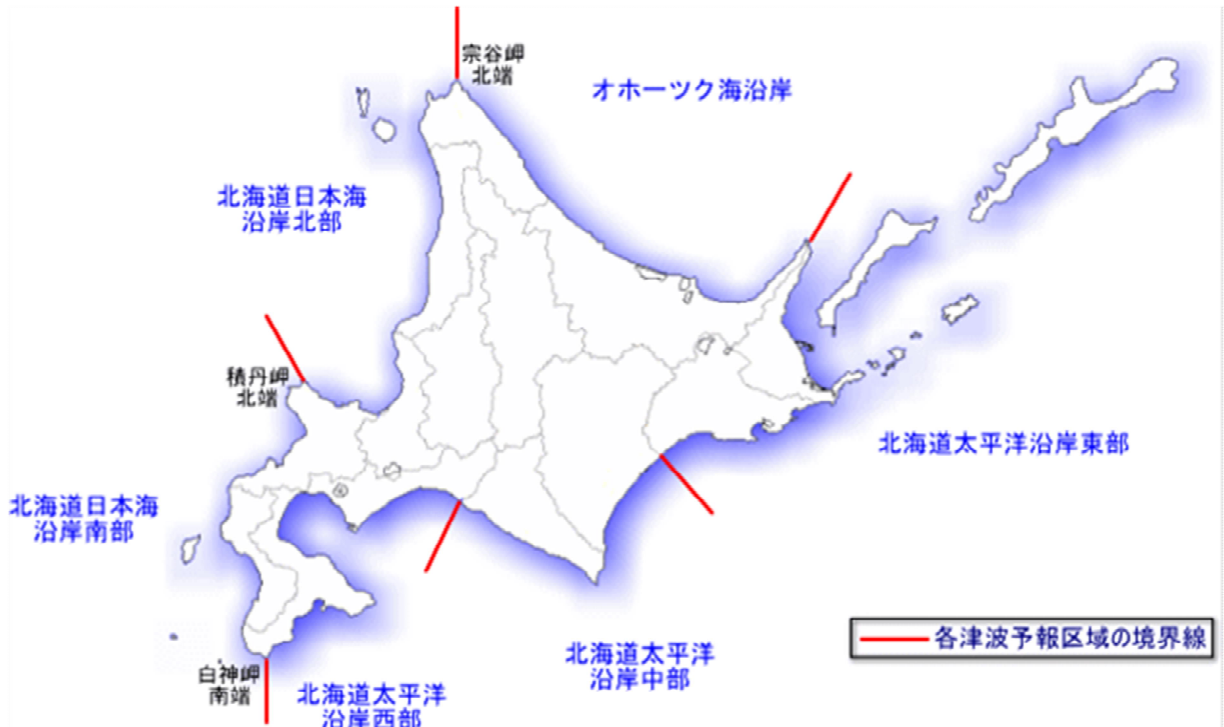 宗谷岬
北端
オホーツク海沿岸
北海道日本海
沿岸北部
積丹岬
北端
北海道太平洋沿岸東部
北海道日本海
沿岸南部
各津波予報区域の境界線
北海道太平洋
沿岸中部
白神岬
南端
北海道太平洋
沿岸西部